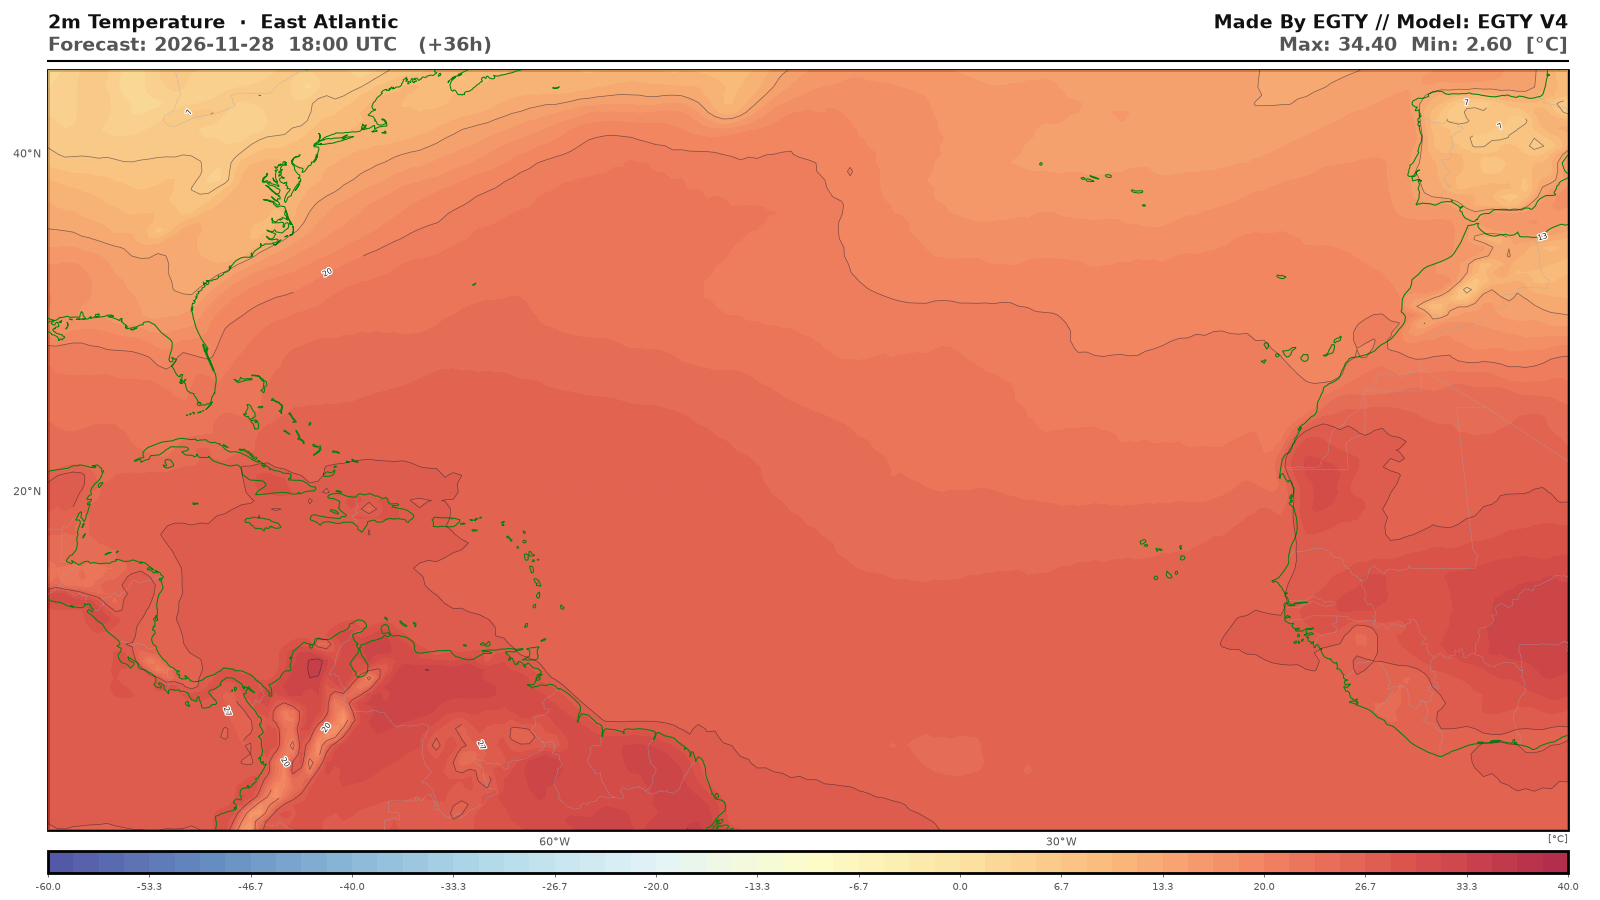 2m Temperature · East Atlantic
Made By EGTY // Model: EGTY V4
Forecast: 2026-11-28 18:00 UTC (+36h)
Max: 34.40 Min: 2.60 [°C]
7
7
7
40°N
13
20
20°N
27
20
27
20
60°W
30°W
[°C]
-60.0 -53.3 -46.7 -40.0 -33.3 -26.7 -20.0 -13.3 -6.7 0.0 6.7 13.3 20.0 26.7 33.3 40.0